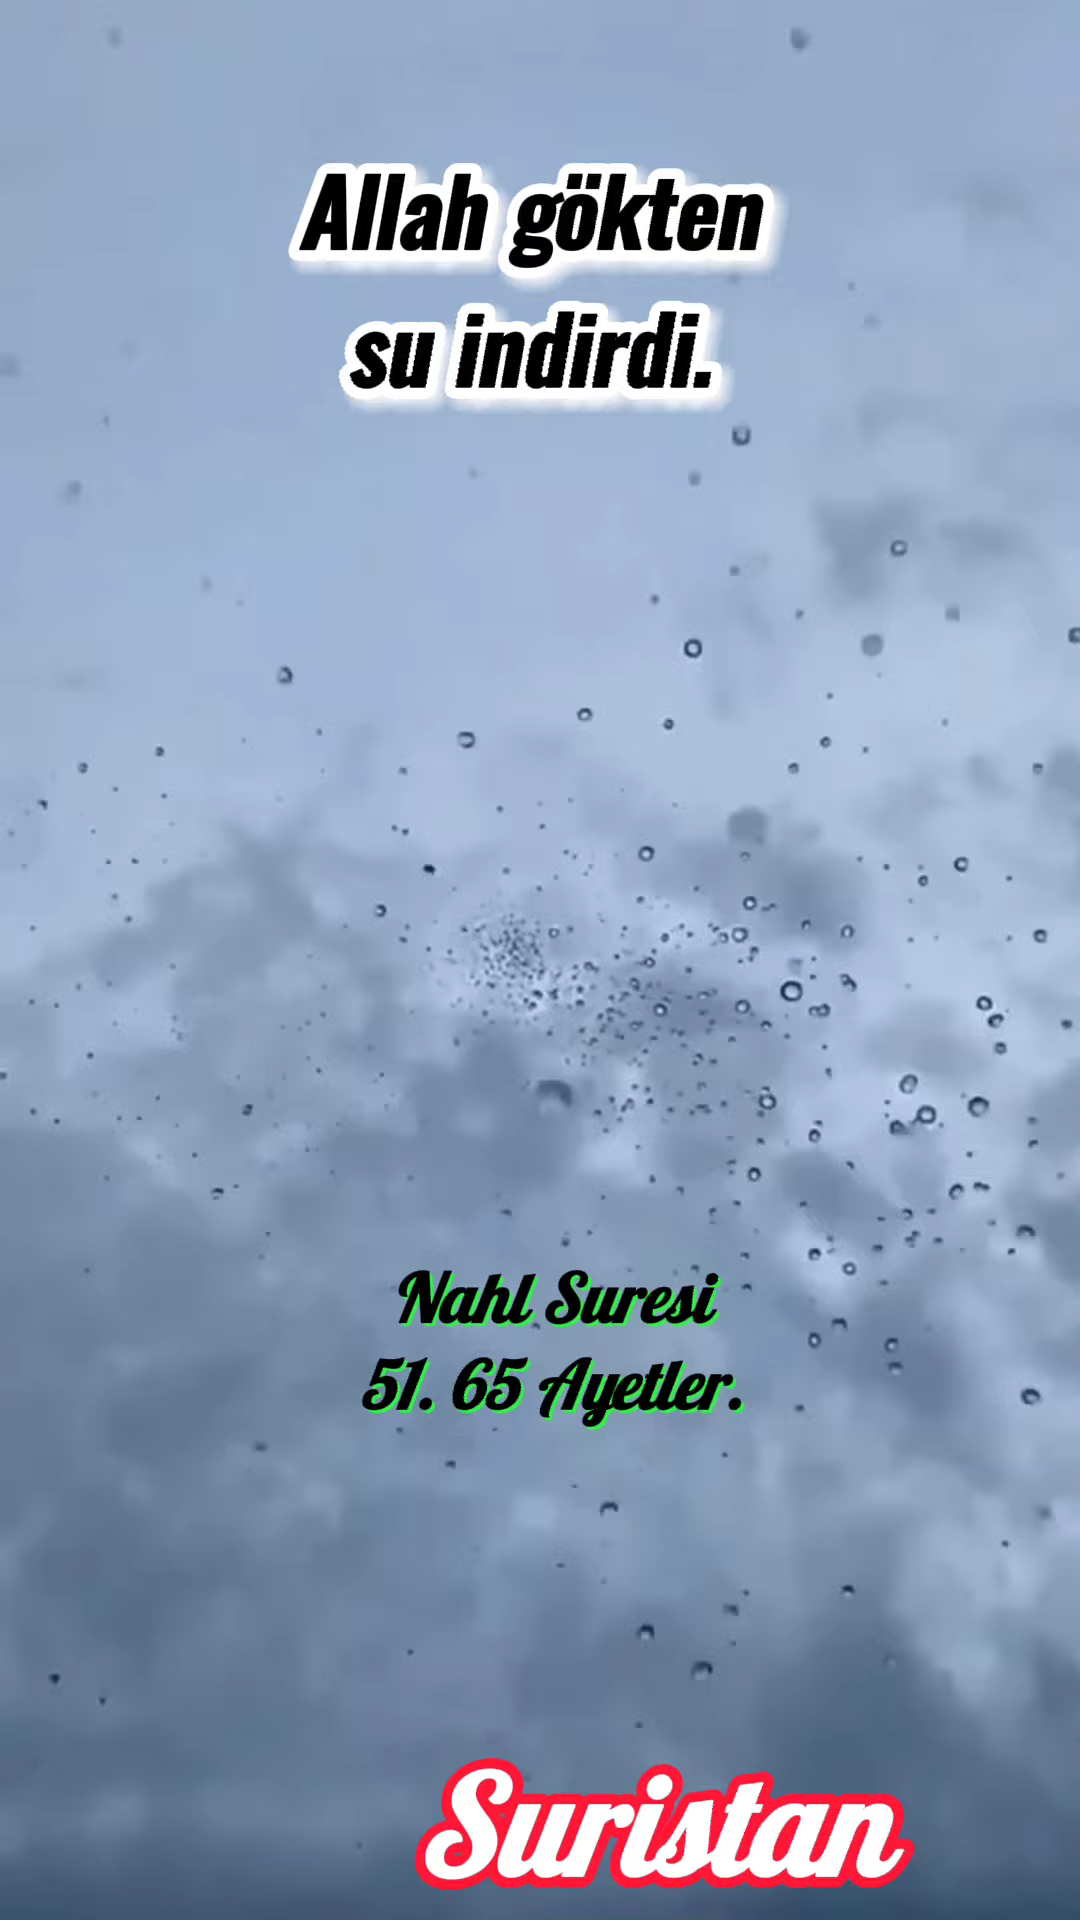 Allah gökten
su indirdi.
Nahl Suresi
51. 65 Ayetler.
Suristan